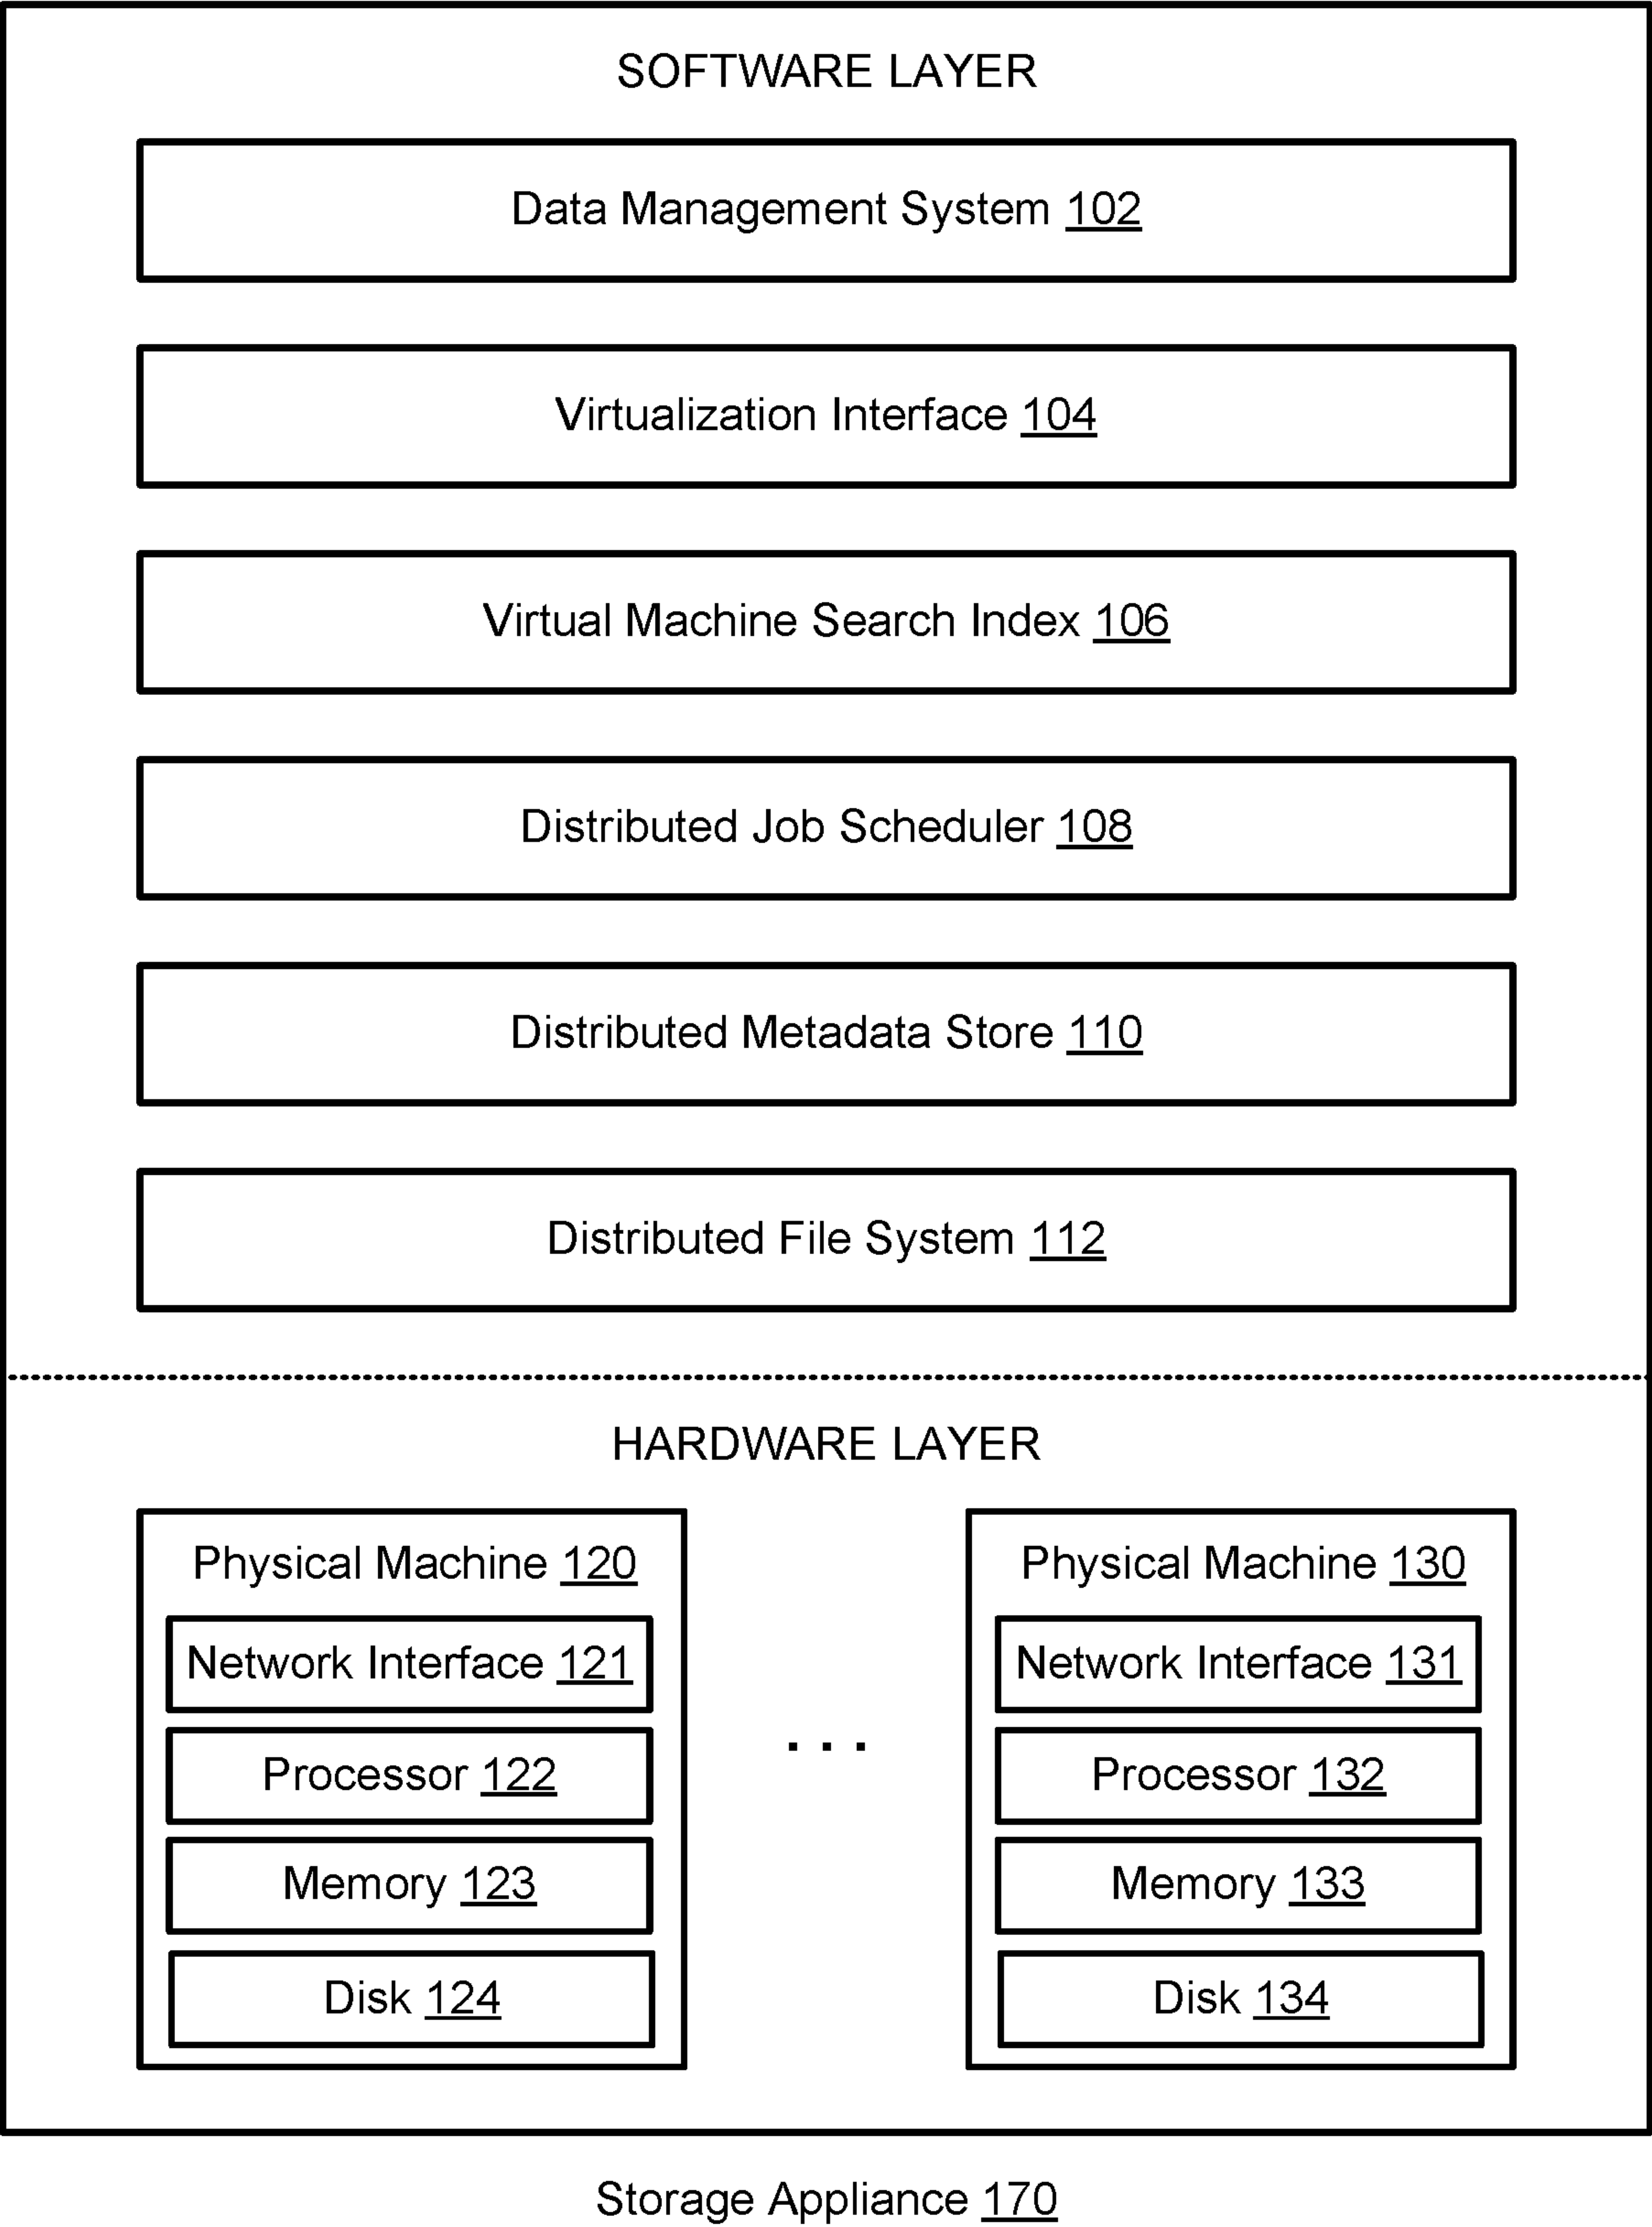 SOFTWARE LAYER
Data Management System 102
Virtualization Interface 104
Virtual Machine Search Index 106
Distributed Job Scheduler 108
Distributed Metadata Store 110
Distributed File System 112
HARDWARE LAYER
Physical Machine 120
Network Interface 121
Processor 122
Memory 123
Disk 124
. . .
Physical Machine 130
Network Interface 131
Processor 132
Memory 133
Disk 134
Storage Appliance 170